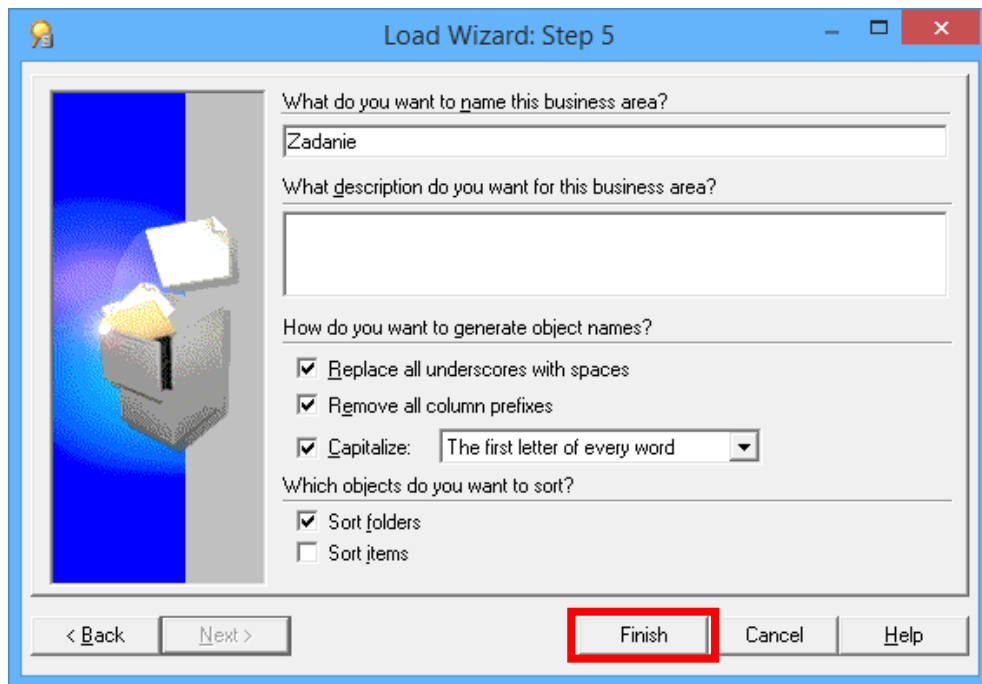 Load Wizard: Step 5
What do you want to name this business area?
Zadanie
What description do you want for this business area?
How do you want to generate object names?
Replace all underscores with spaces
Remove all column prefixes
Capitalize: The first letter of every word
Which objects do you want to sort?
Sort folders
Sort items
< Back Next > Finish Cancel Help